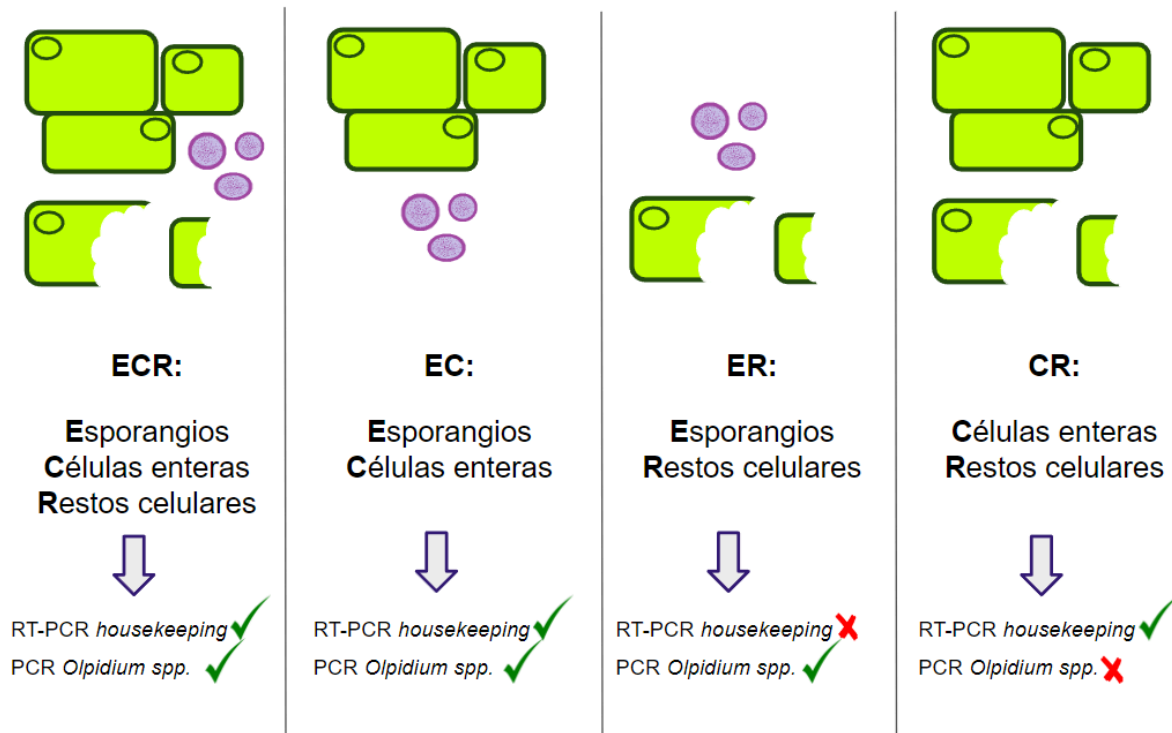 ECR:
Esporangios
Células enteras
Restos celulares
RT-PCR housekeeping
PCR Olpidium spp.
EC:
Esporangios
Células enteras
RT-PCR housekeeping
PCR Olpidium spp.
ER:
Esporangios
Restos celulares
RT-PCR housekeeping
PCR Olpidium spp.
CR:
Células enteras
Restos celulares
RT-PCR housekeeping
PCR Olpidium spp.